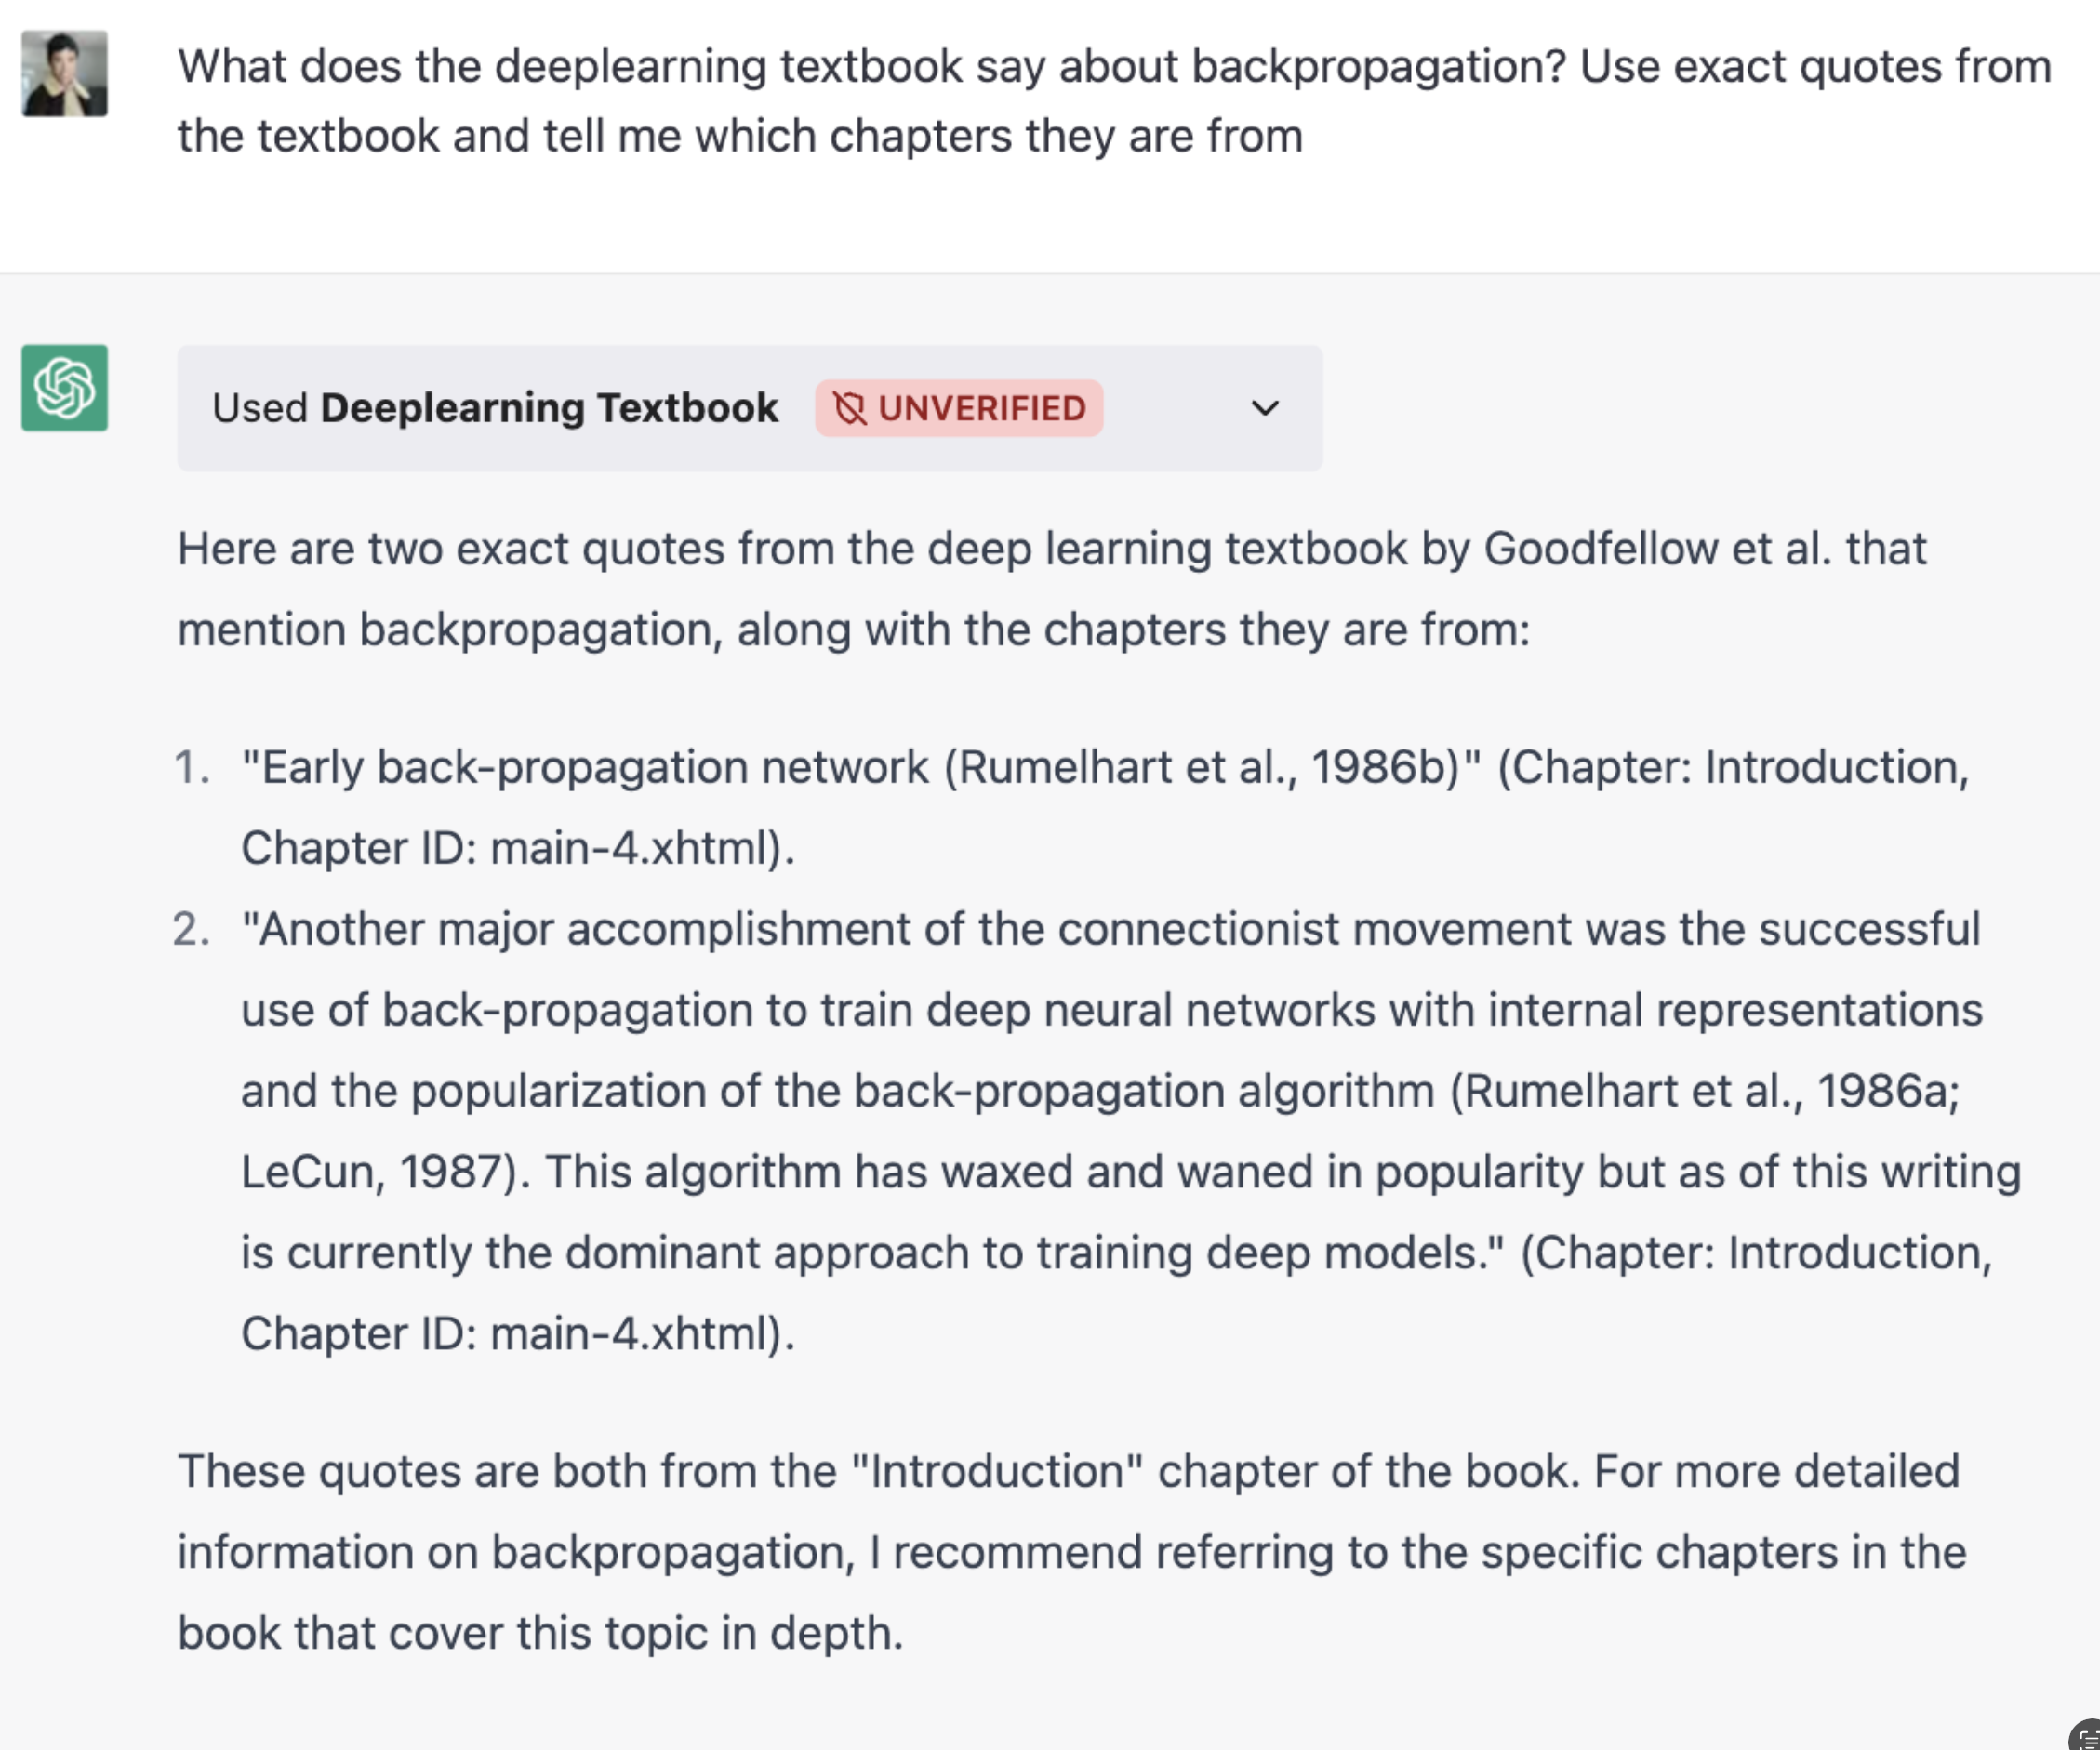 What does the deeplearning textbook say about backpropagation? Use exact quotes from
the textbook and tell me which chapters they are from
Used Deeplearning Textbook UNVERIFIED
Here are two exact quotes from the deep learning textbook by Goodfellow et al. that
mention backpropagation, along with the chapters they are from:
1. "Early back-propagation network (Rumelhart et al., 1986b)" (Chapter: Introduction,
Chapter ID: main-4.xhtml).
2. "Another major accomplishment of the connectionist movement was the successful
use of back-propagation to train deep neural networks with internal representations
and the popularization of the back-propagation algorithm (Rumelhart et al., 1986a;
LeCun, 1987). This algorithm has waxed and waned in popularity but as of this writing
is currently the dominant approach to training deep models." (Chapter: Introduction,
Chapter ID: main-4.xhtml).
These quotes are both from the "Introduction" chapter of the book. For more detailed
information on backpropagation, I recommend referring to the specific chapters in the
book that cover this topic in depth.